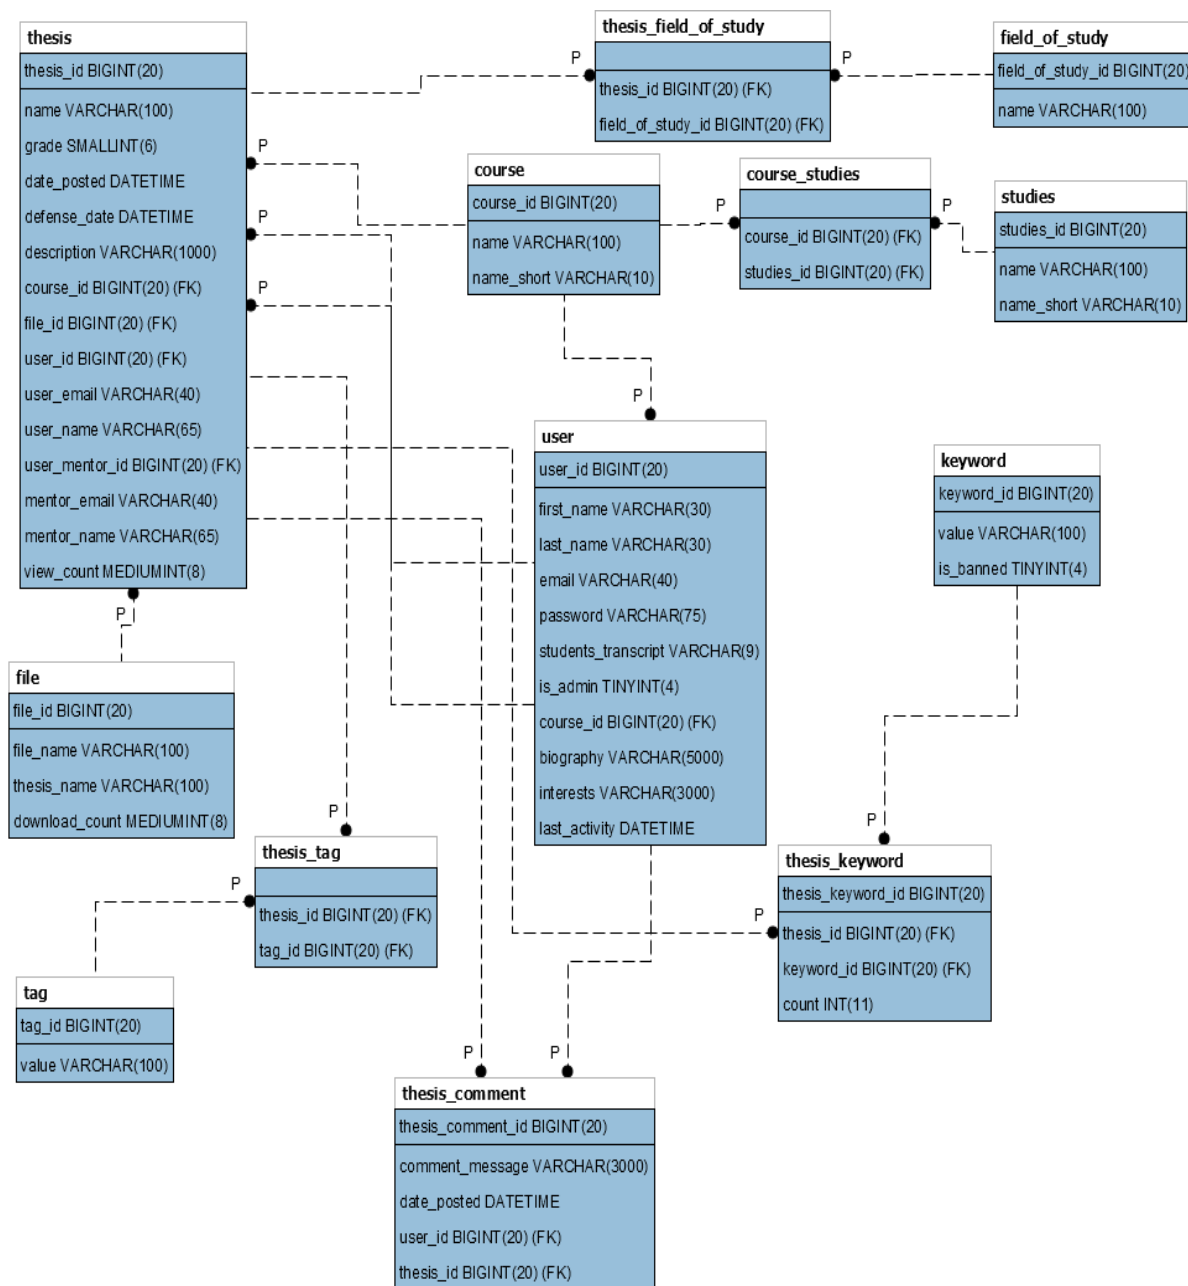 thesis
thesis_id BIGINT(20)
name VARCHAR(100)
grade SMALLINT(6)
date_posted DATETIME
defense_date DATETIME
description VARCHAR(1000)
course_id BIGINT(20) (FK)
file_id BIGINT(20) (FK)
user_id BIGINT(20) (FK)
user_email VARCHAR(40)
user_name VARCHAR(65)
user_mentor_id BIGINT(20) (FK)
mentor_email VARCHAR(40)
mentor_name VARCHAR(65)
view_count MEDIUMINT(8)
P
P
P
P
thesis_field_of_study
thesis_id BIGINT(20) (FK)
field_of_study_id BIGINT(20) (FK)
P
P
field_of_study
field_of_study_id BIGINT(20)
name VARCHAR(100)
course
course_id BIGINT(20)
name VARCHAR(100)
name_short VARCHAR(10)
course_studies
course_id BIGINT(20) (FK)
studies_id BIGINT(20) (FK)
P
P
studies
studies_id BIGINT(20)
name VARCHAR(100)
name_short VARCHAR(10)
P
user
user_id BIGINT(20)
first_name VARCHAR(30)
last_name VARCHAR(30)
email VARCHAR(40)
password VARCHAR(75)
students_transcript VARCHAR(9)
is_admin TINYINT(4)
course_id BIGINT(20) (FK)
biography VARCHAR(5000)
interests VARCHAR(3000)
last_activity DATETIME
keyword
keyword_id BIGINT(20)
value VARCHAR(100)
is_banned TINYINT(4)
file
file_id BIGINT(20)
file_name VARCHAR(100)
thesis_name VARCHAR(100)
download_count MEDIUMINT(8)
P
P
thesis_tag
thesis_id BIGINT(20) (FK)
tag_id BIGINT(20) (FK)
P
P
thesis_keyword
thesis_keyword_id BIGINT(20)
thesis_id BIGINT(20) (FK)
keyword_id BIGINT(20) (FK)
count INT(11)
tag
tag_id BIGINT(20)
value VARCHAR(100)
P
P
thesis_comment
thesis_comment_id BIGINT(20)
comment_message VARCHAR(3000)
date_posted DATETIME
user_id BIGINT(20) (FK)
thesis_id BIGINT(20) (FK)